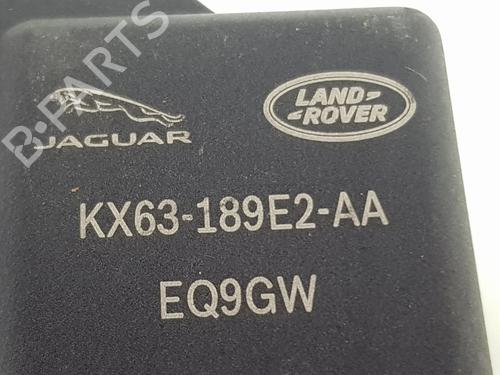 B-PARTS
JAGUAR
LAND-
-ROVER
KX63-189E2-AA
EQ9GW